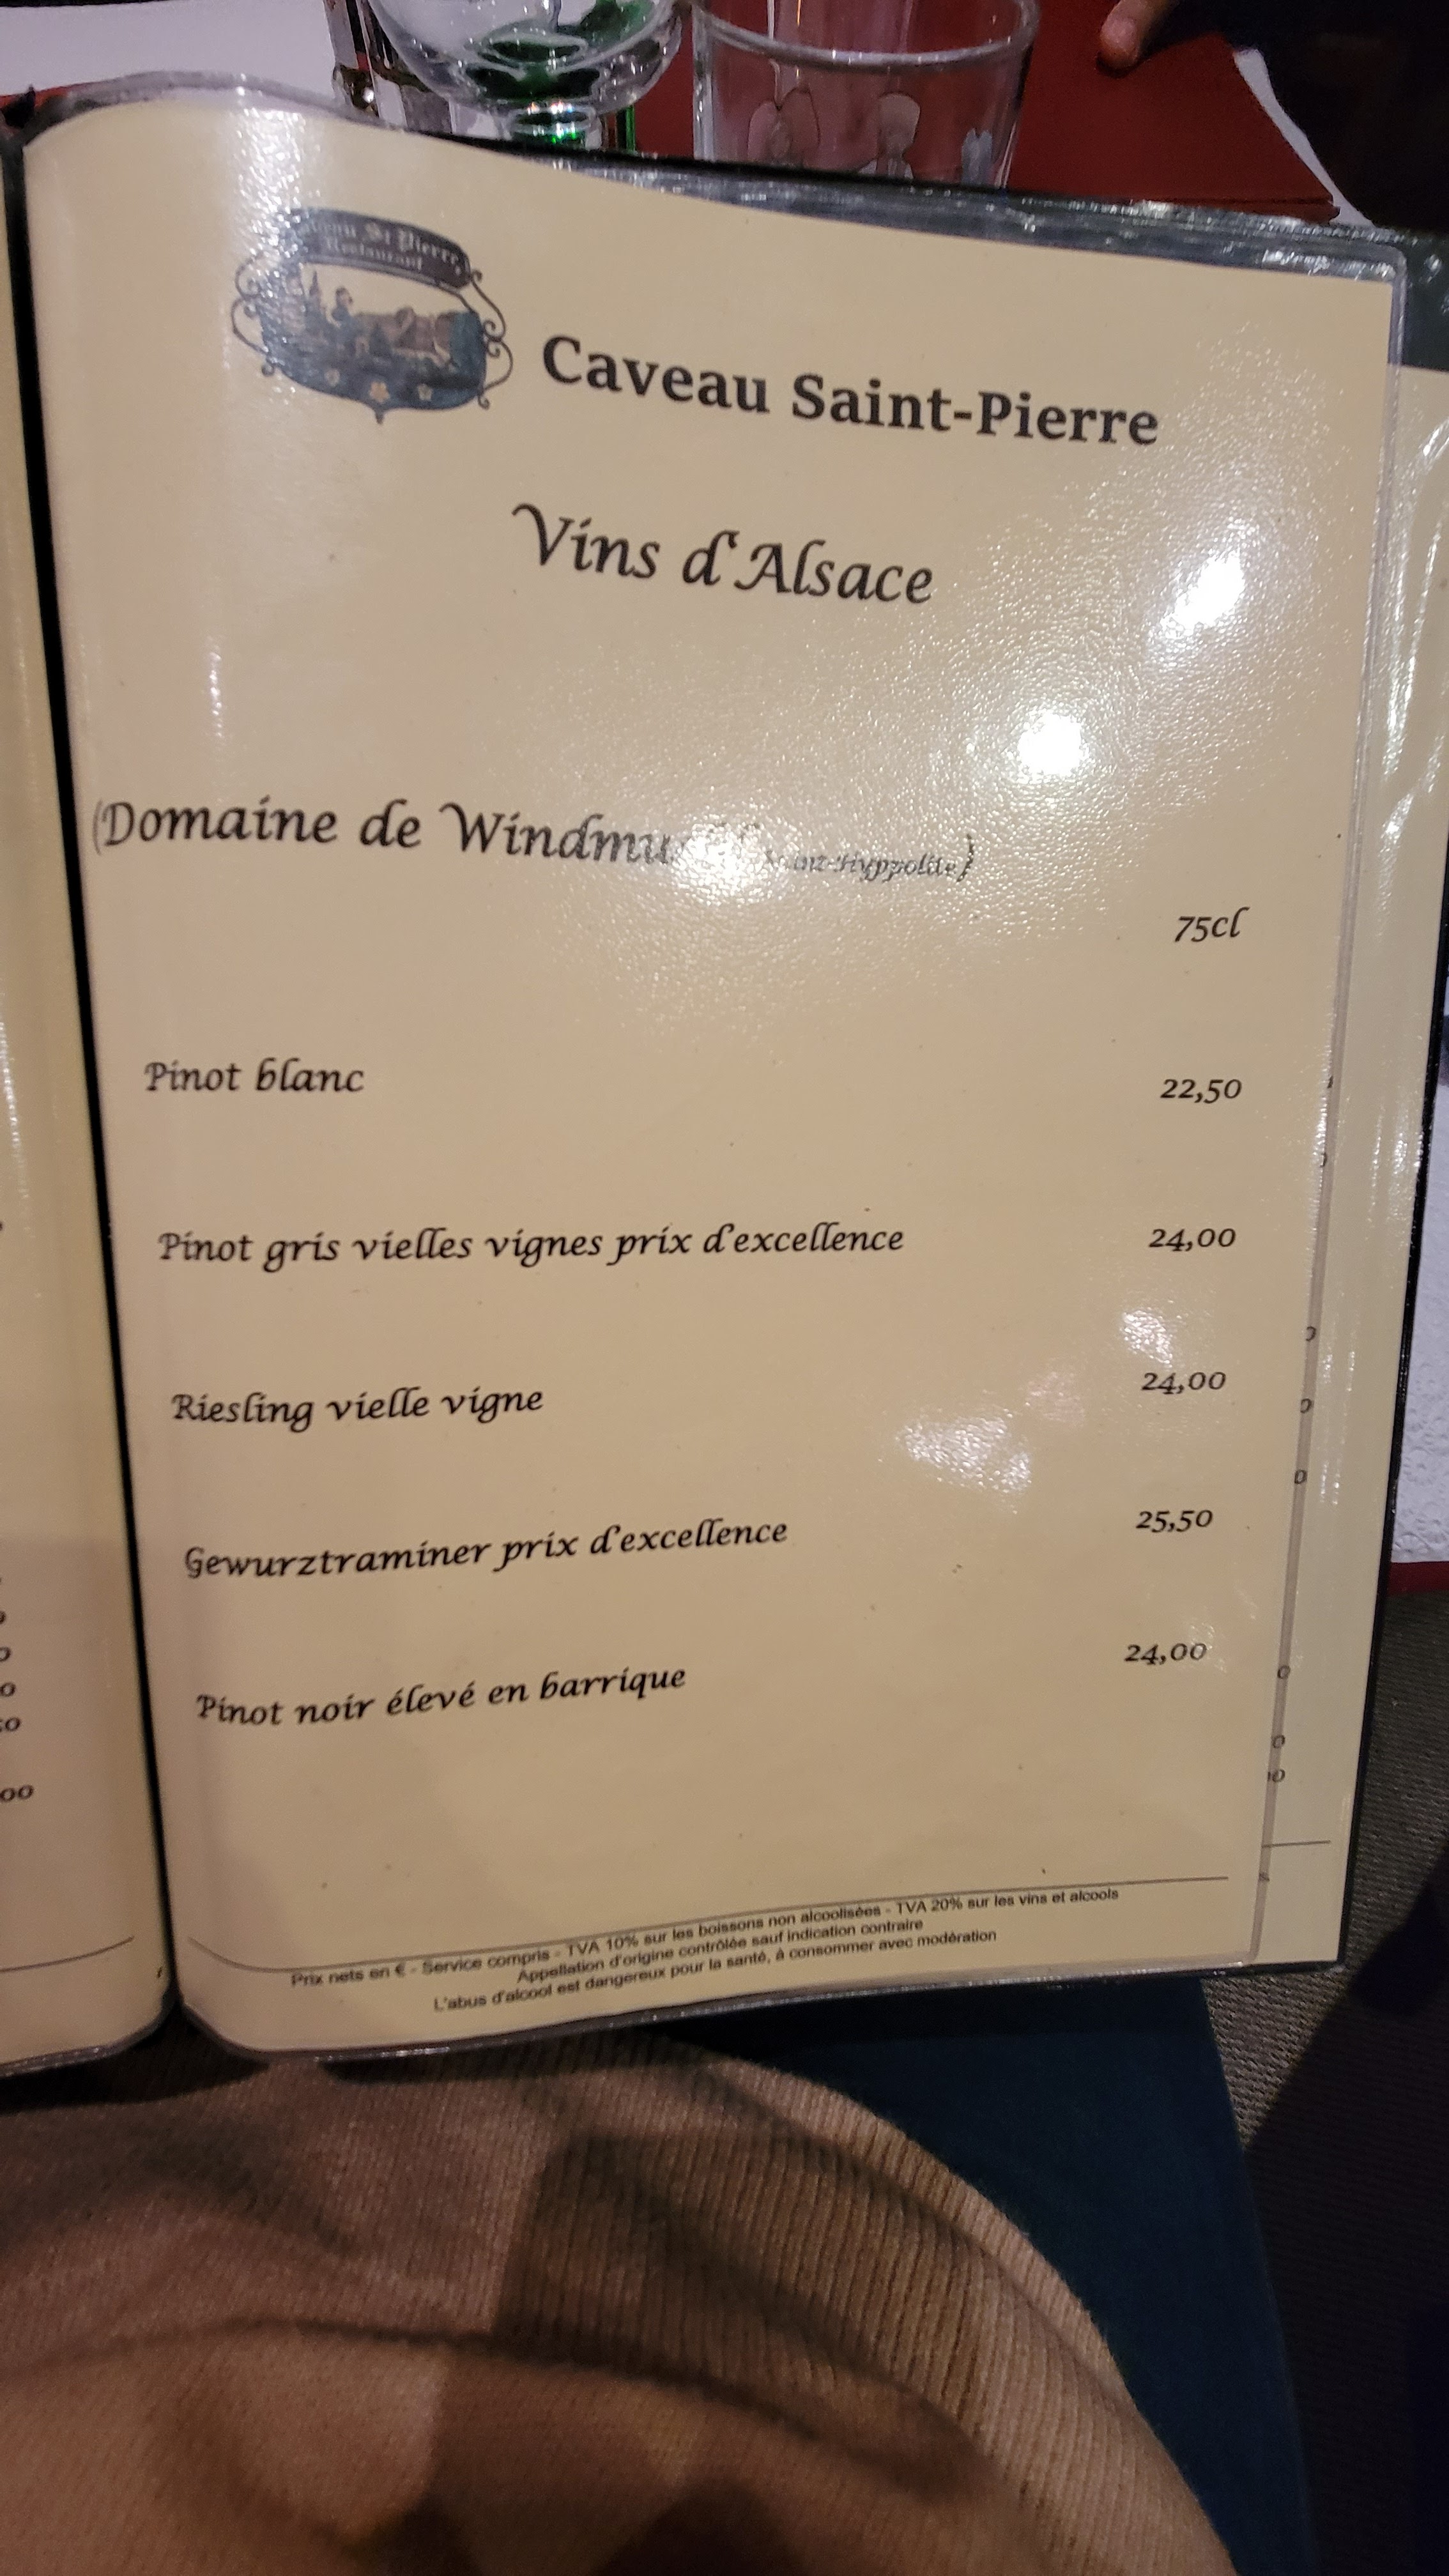 St Pierre
Restaurant
Caveau Saint-Pierre
Vins d'Alsace
(Domaine de
75cl
Pinot blanc 22,50
Pinot gris vielles vignes prix d'excellence 24,00
Riesling vielle vigne 24,00
Gewurztraminer prix d'excellence 25,50
Pinot noir élevé en barrique 24,00
Prix nets en € - Service compris - TVA 10% sur les boissons non alcoolisées - TVA 20% sur les vins et alcools
Appellation d'origine contrôlée sauf indication contraire
L'abus d'alcool est dangereux pour la santé, à consommer avec modération